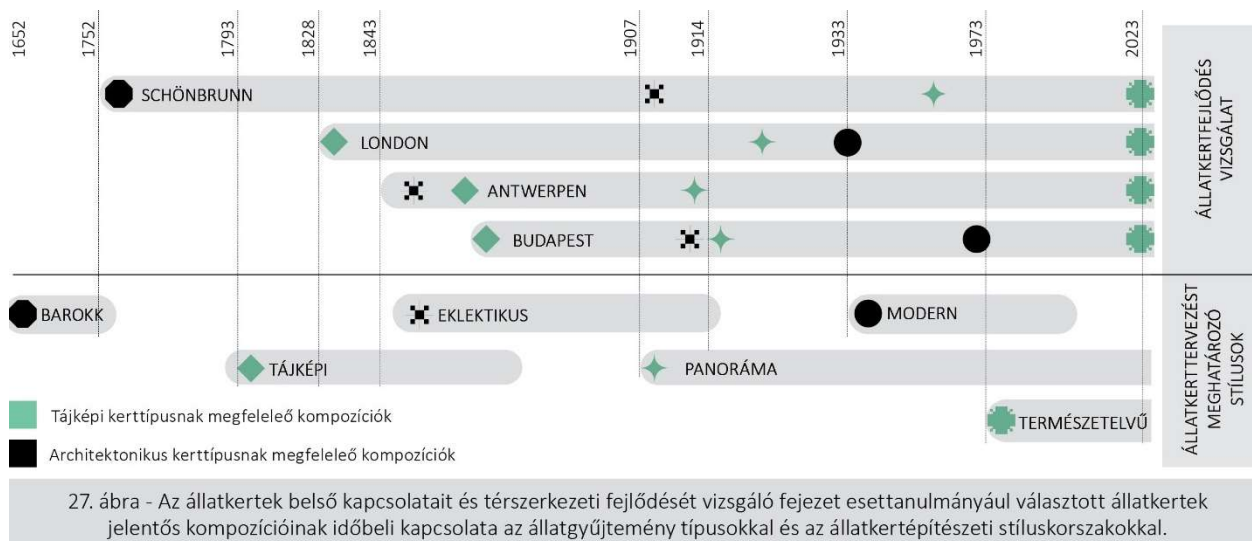 1652
1752
1793
1828
1843
1907
1914
1933
1973
2023
SCHÖNBRUNN
LONDON
ANTWERPEN
BUDAPEST
ÁLLATKERTFEJLŐDÉS
VIZSGÁLAT
BAROKK
EKLEKTIKUS
MODERN
TÁJKÉPI
PANORÁMA
TERMÉSZETELVŰ
ÁLLATKERTTERVEZÉST
MEGHATÁROZÓ
STÍLUSOK
Tájképi kerttípusnak megfeleleő kompozíciók
Architektonikus kerttípusnak megfeleleő kompozíciók
27. ábra - Az állatkertek belső kapcsolatait és térszerkezeti fejlődését vizsgáló fejezet esettanulmányául választott állatkertek
jelentős kompozícióinak időbeli kapcsolata az állatgyűjtemény típusokkal és az állatkertépítészeti stíluskorszakokkal.